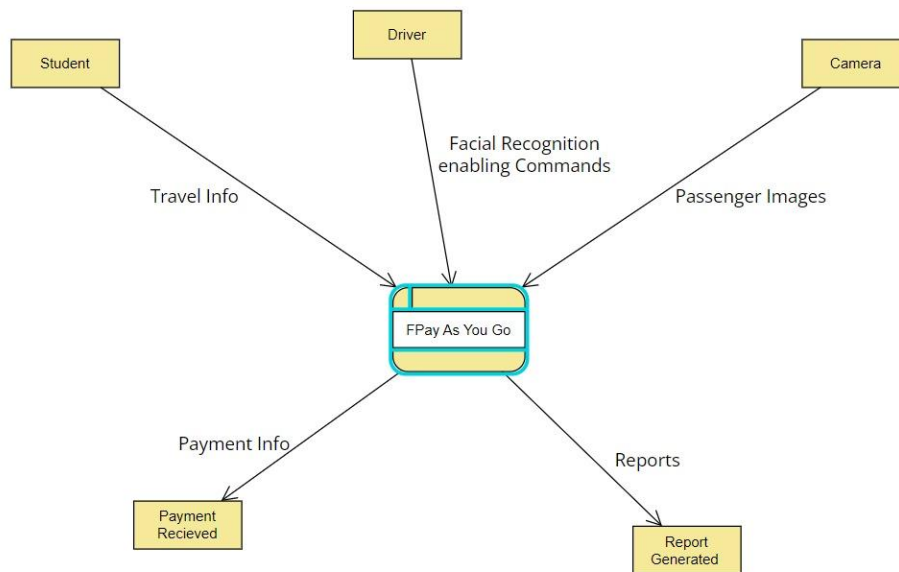 Driver
Student
Camera
Facial Recognition
enabling Commands
Travel Info
Passenger Images
FPay As You Go
Payment Info
Reports
Payment
Recieved
Report
Generated